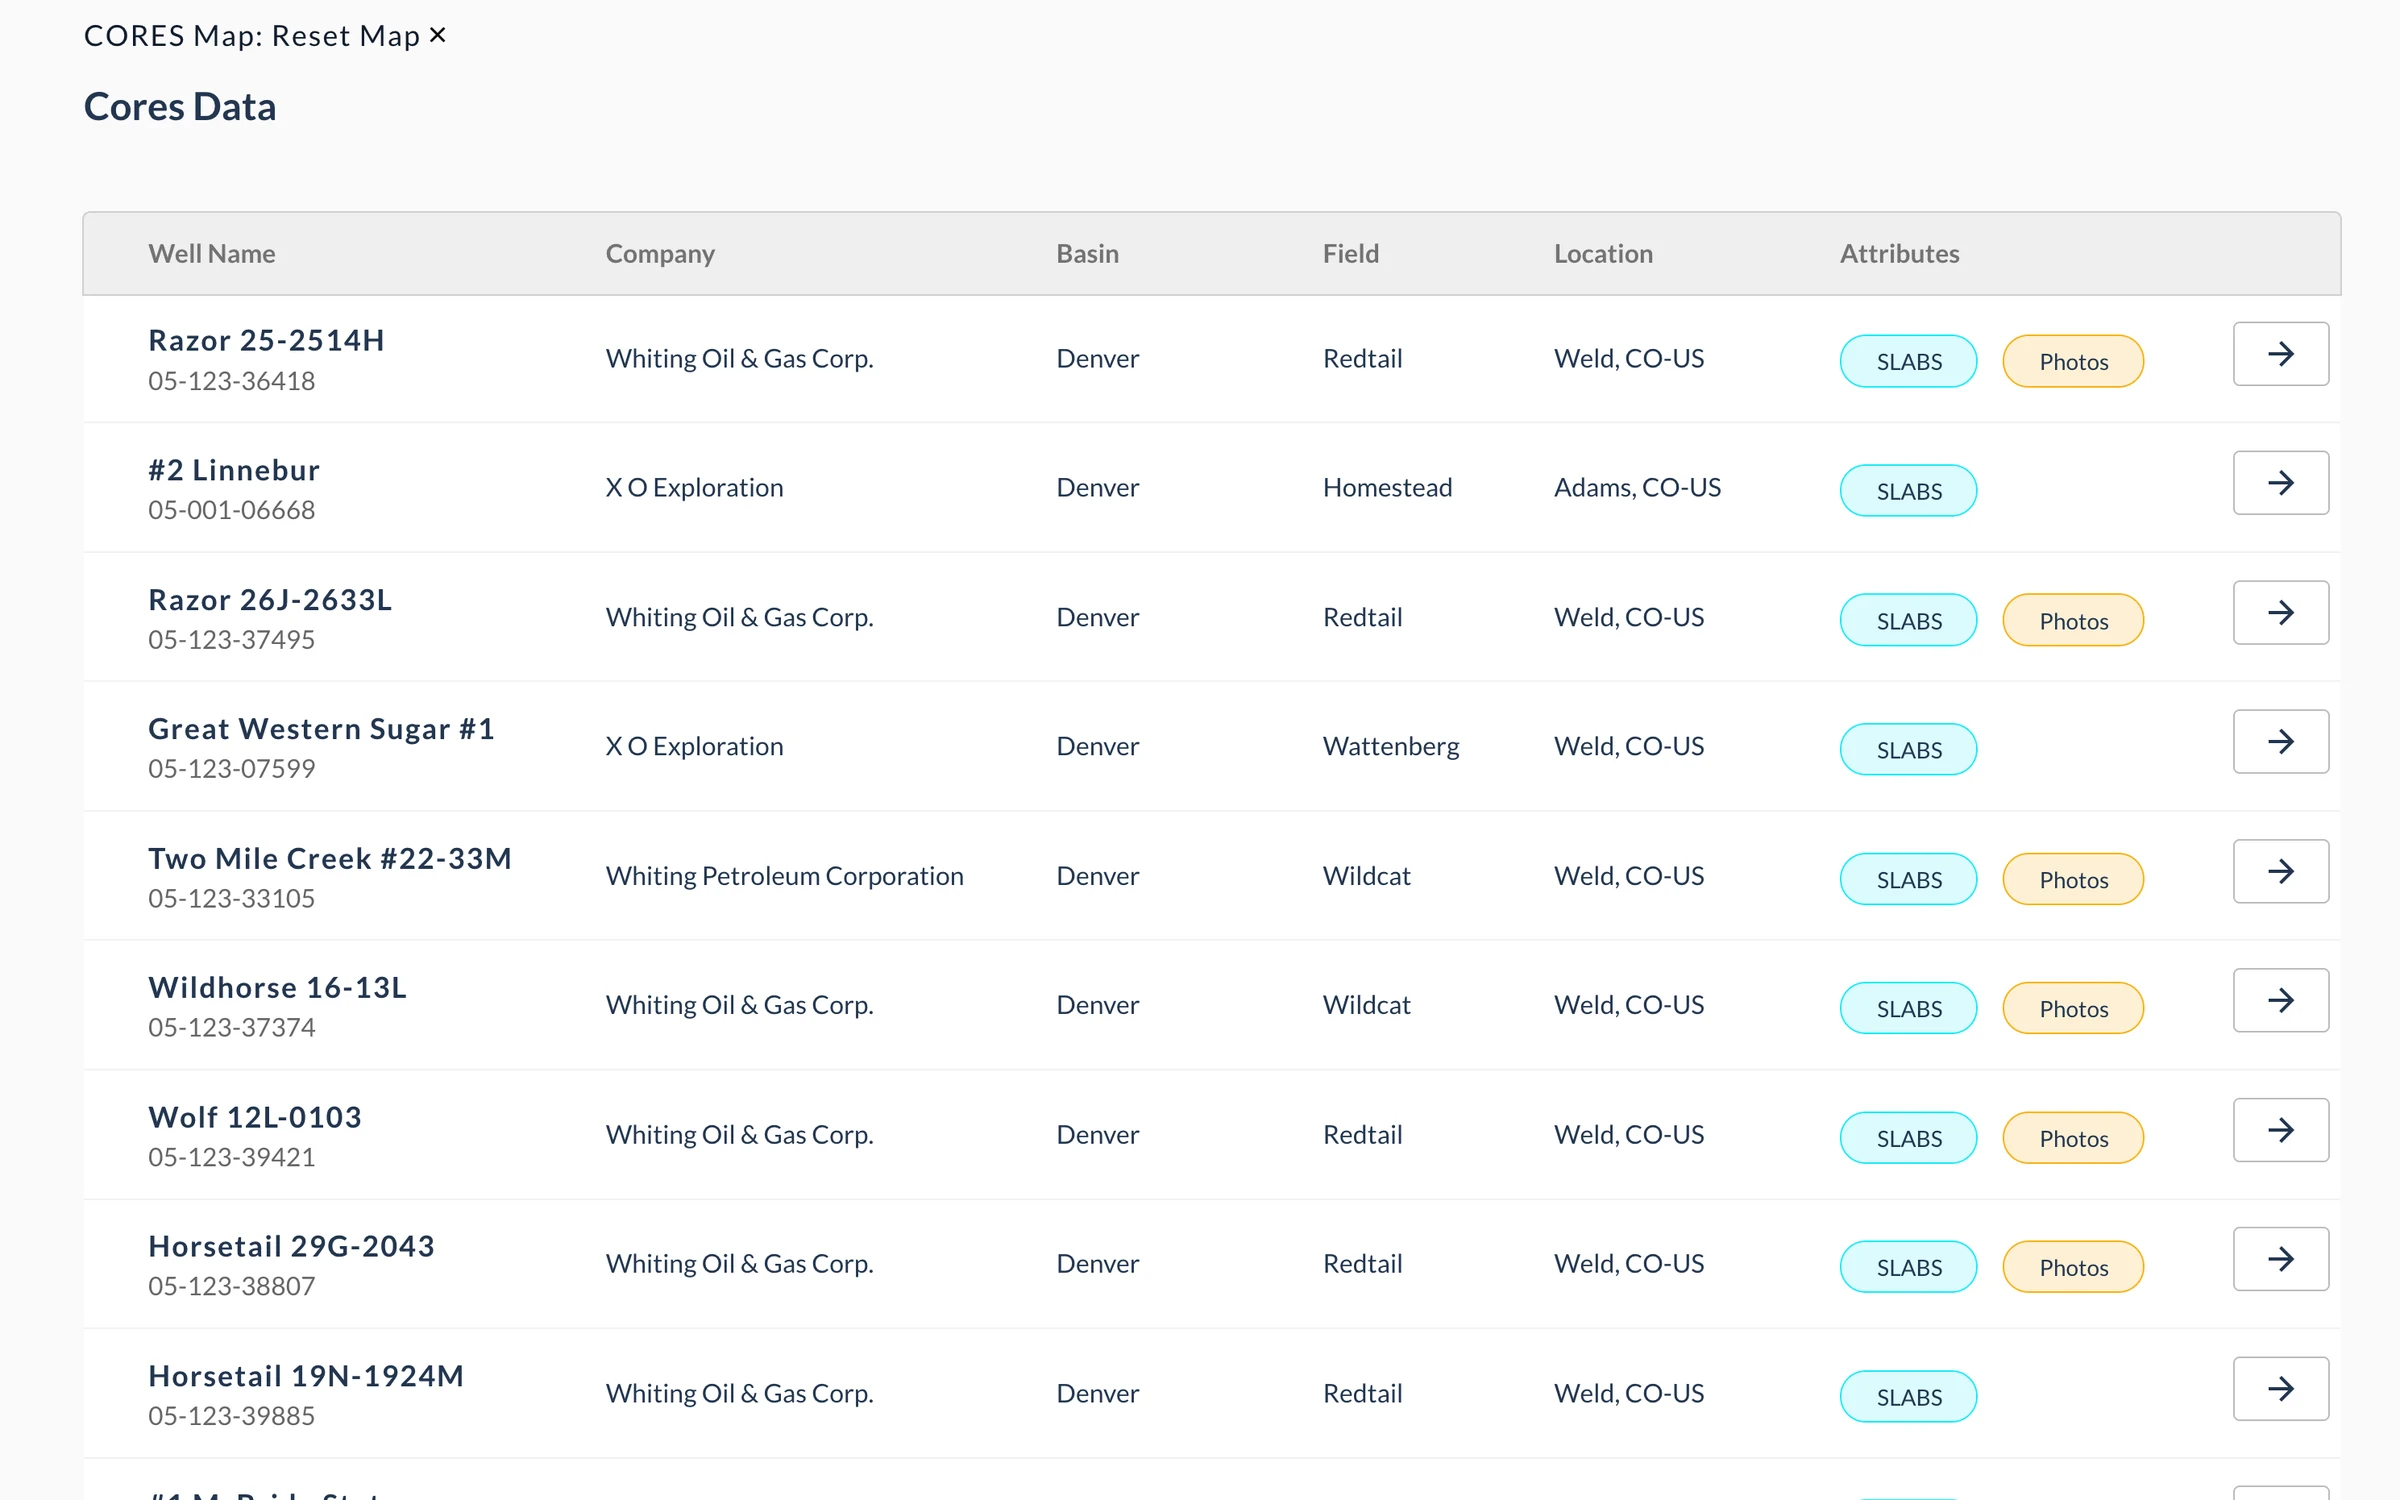 CORES Map: Reset Map ✕
Cores Data
Well Name Company Basin Field Location Attributes
Razor 25-2514H
05-123-36418
Whiting Oil & Gas Corp. Denver Redtail Weld, CO-US SLABS Photos →
#2 Linnebur
05-001-06668
X O Exploration Denver Homestead Adams, CO-US SLABS →
Razor 26J-2633L
05-123-37495
Whiting Oil & Gas Corp. Denver Redtail Weld, CO-US SLABS Photos →
Great Western Sugar #1
05-123-07599
X O Exploration Denver Wattenberg Weld, CO-US SLABS →
Two Mile Creek #22-33M
05-123-33105
Whiting Petroleum Corporation Denver Wildcat Weld, CO-US SLABS Photos →
Wildhorse 16-13L
05-123-37374
Whiting Oil & Gas Corp. Denver Wildcat Weld, CO-US SLABS Photos →
Wolf 12L-0103
05-123-39421
Whiting Oil & Gas Corp. Denver Redtail Weld, CO-US SLABS Photos →
Horsetail 29G-2043
05-123-38807
Whiting Oil & Gas Corp. Denver Redtail Weld, CO-US SLABS Photos →
Horsetail 19N-1924M
05-123-39885
Whiting Oil & Gas Corp. Denver Redtail Weld, CO-US SLABS →